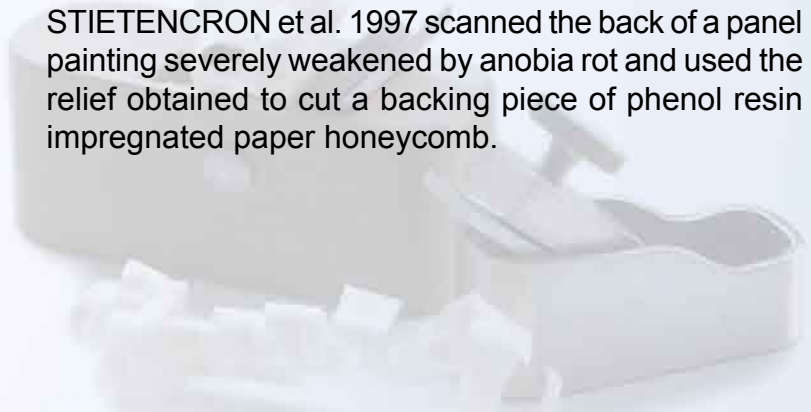 STIETENCRON et al. 1997 scanned the back of a panel
painting severely weakened by anobia rot and used the
relief obtained to cut a backing piece of phenol resin
impregnated paper honeycomb.